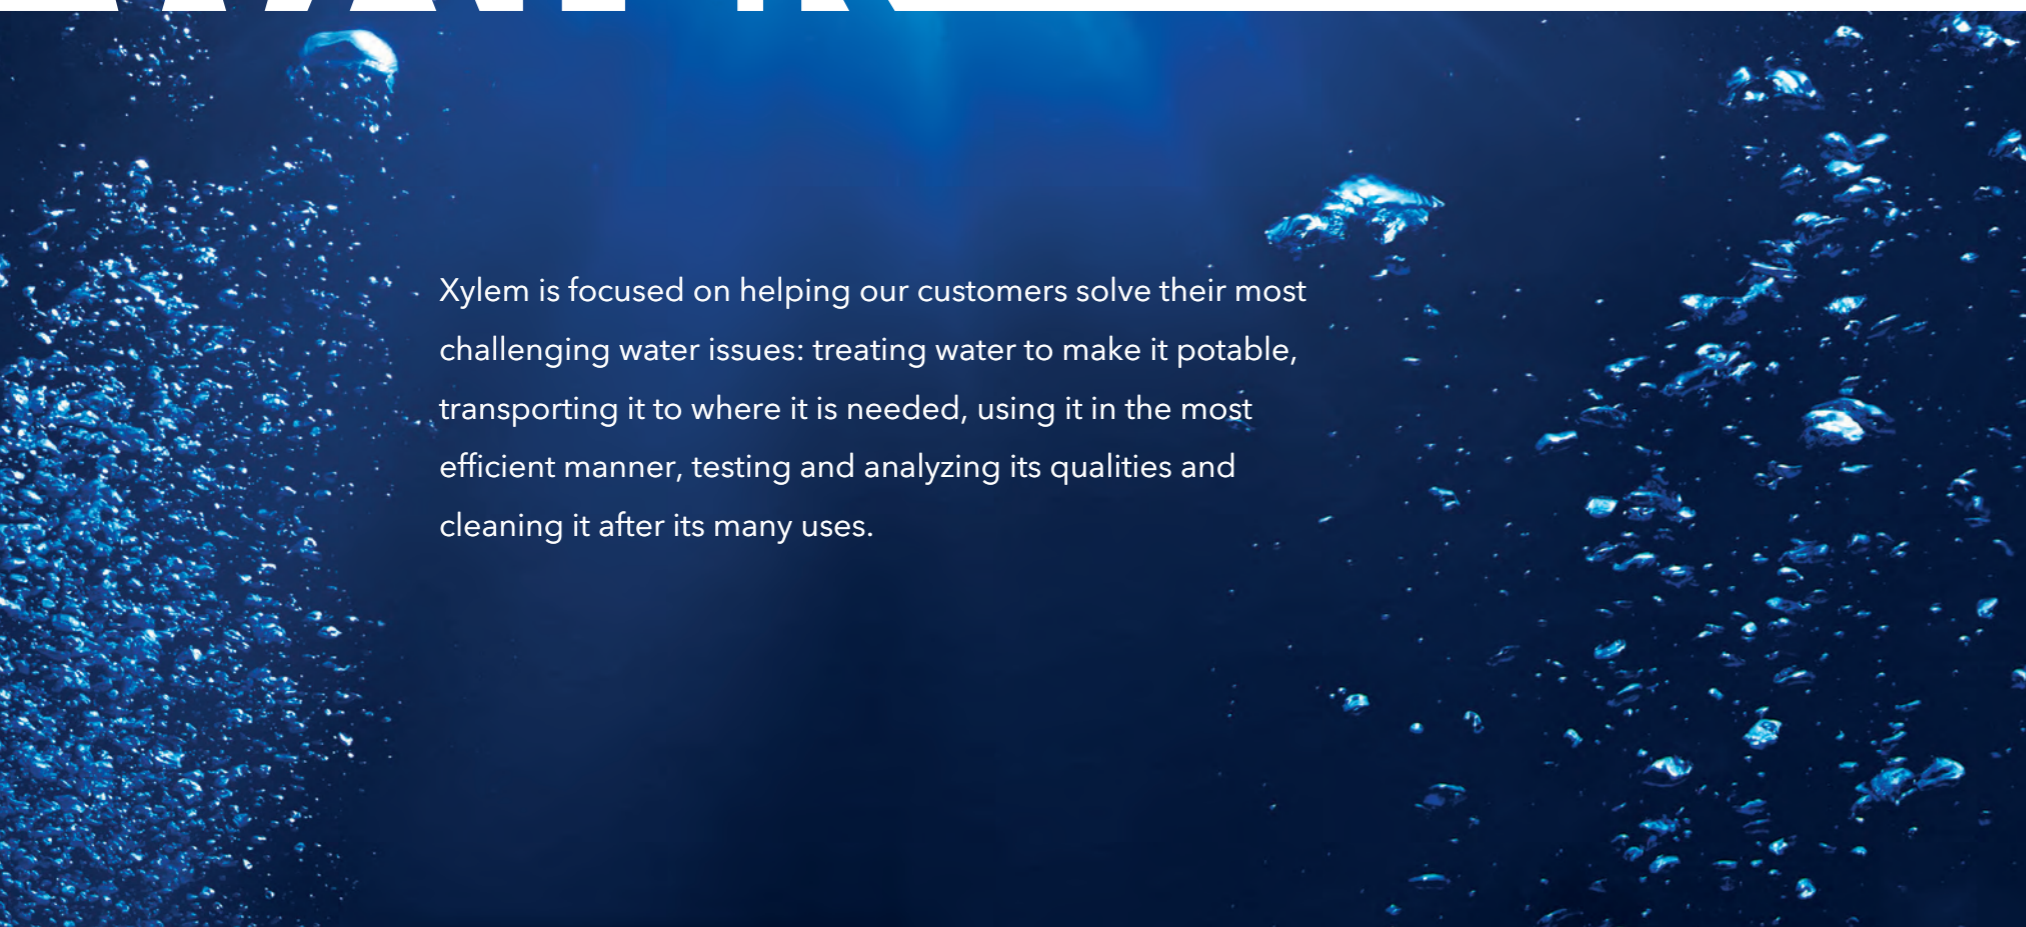 Xylem is focused on helping our customers solve their most
challenging water issues: treating water to make it potable,
transporting it to where it is needed, using it in the most
efficient manner, testing and analyzing its qualities and
cleaning it after its many uses.